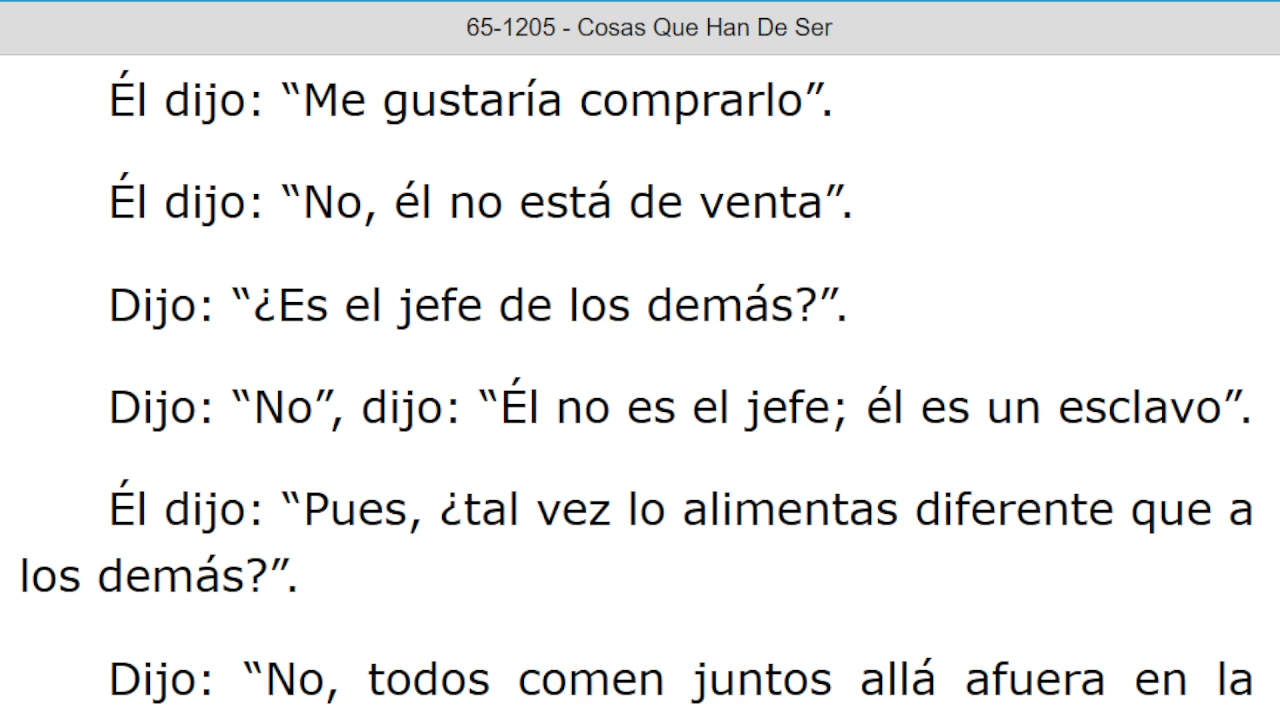 65-1205 - Cosas Que Han De Ser
Él dijo: “Me gustaría comprarlo”.
Él dijo: “No, él no está de venta”.
Dijo: “¿Es el jefe de los demás?”.
Dijo: “No”, dijo: “Él no es el jefe; él es un esclavo”.
Él dijo: “Pues, ¿tal vez lo alimentas diferente que a
los demás?”.
Dijo: “No, todos comen juntos allá afuera en la